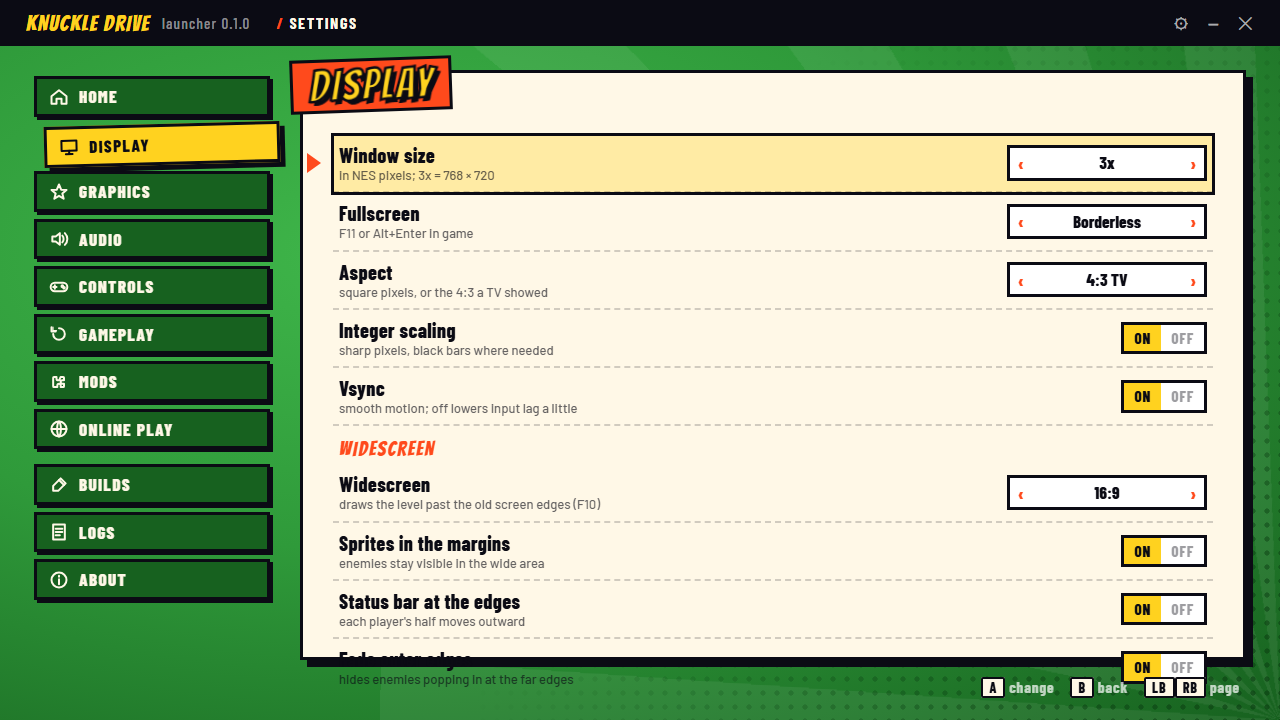 KNUCKLE DRIVE launcher 0.1.0 / SETTINGS
DISPLAY
HOME
DISPLAY
GRAPHICS
AUDIO
CONTROLS
GAMEPLAY
MODS
ONLINE PLAY
BUILDS
LOGS
ABOUT
Window size
in NES pixels; 3x = 768 × 720
‹ 3x ›
Fullscreen
F11 or Alt+Enter in game
‹ Borderless ›
Aspect
square pixels, or the 4:3 a TV showed
‹ 4:3 TV ›
Integer scaling
sharp pixels, black bars where needed
ON OFF
Vsync
smooth motion; off lowers input lag a little
ON OFF
WIDESCREEN
Widescreen
draws the level past the old screen edges (F10)
‹ 16:9 ›
Sprites in the margins
enemies stay visible in the wide area
ON OFF
Status bar at the edges
each player's half moves outward
ON OFF
Fade outer edges
hides enemies popping in at the far edges
ON OFF
A change B back LB RB page